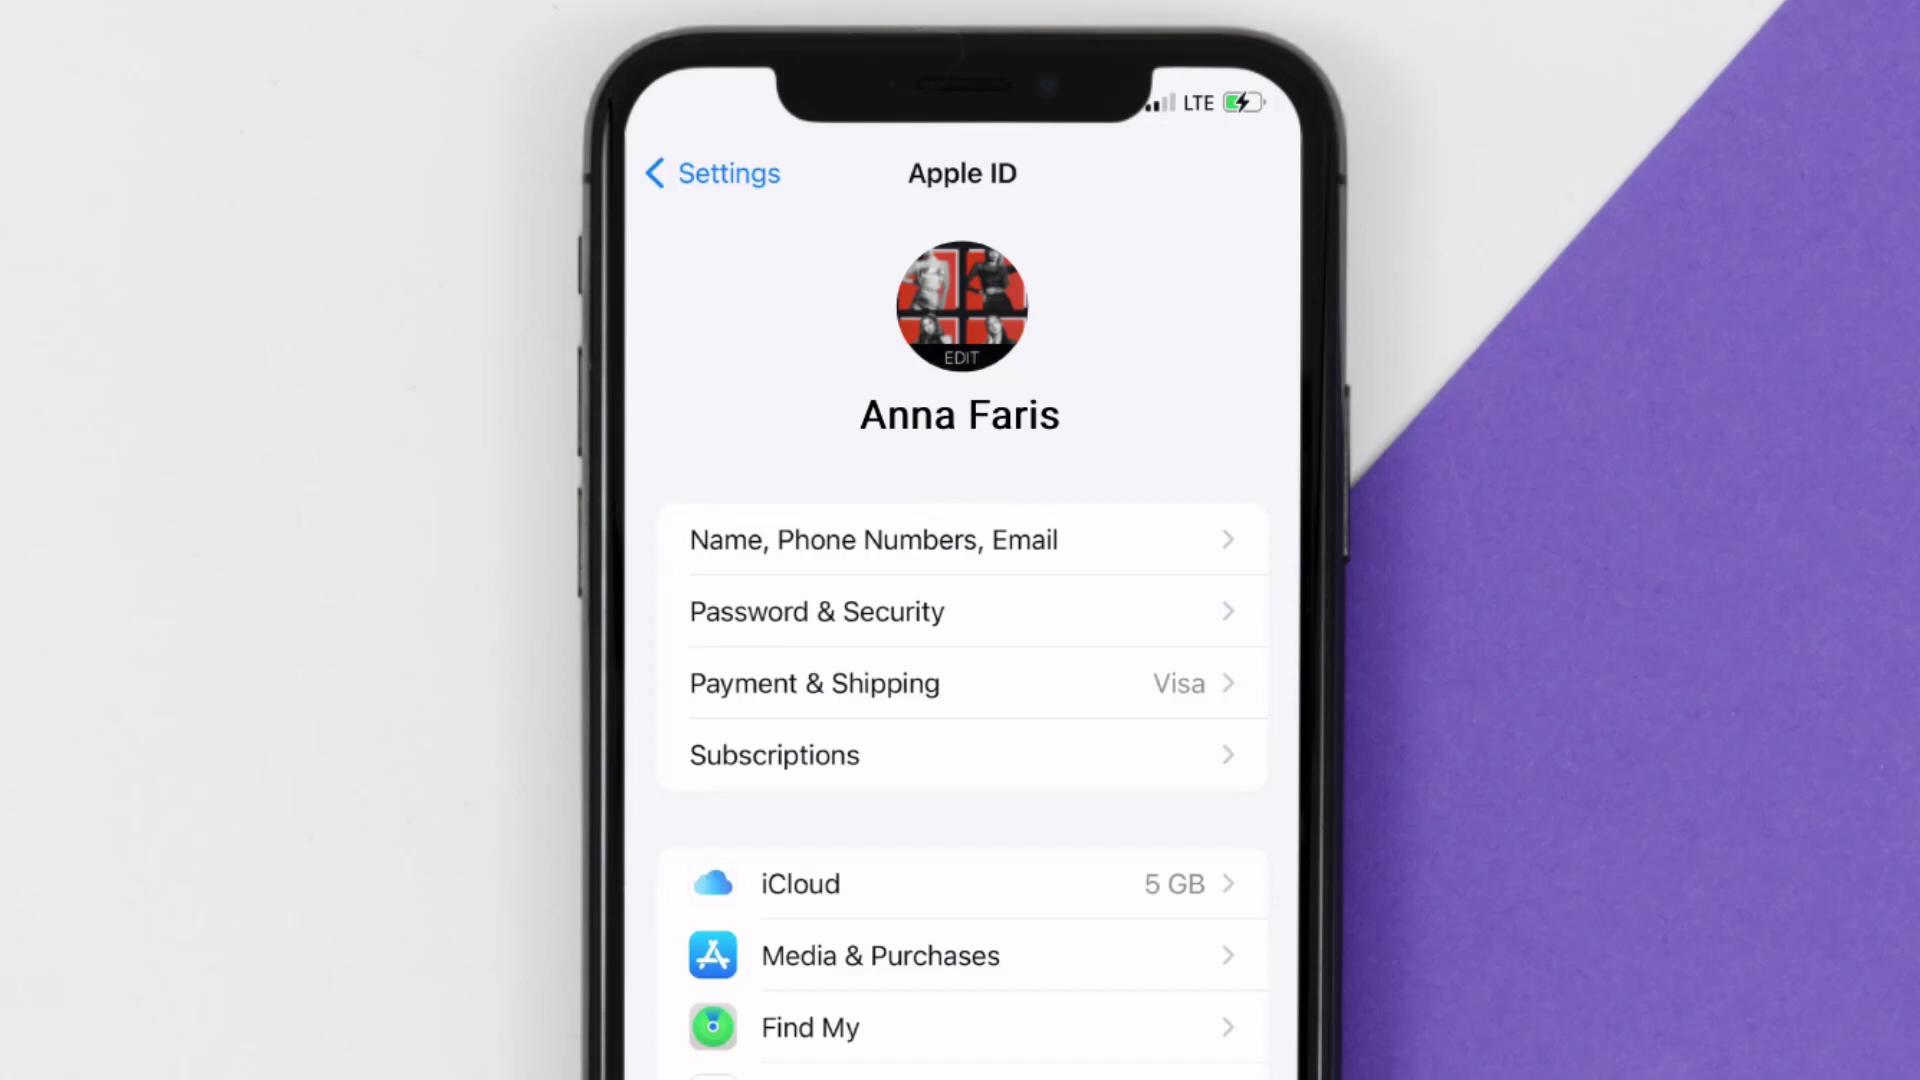 LTE
Settings
Apple ID
EDIT
Anna Faris
Name, Phone Numbers, Email
Password & Security
Payment & Shipping Visa
Subscriptions
iCloud 5 GB
Media & Purchases
Find My